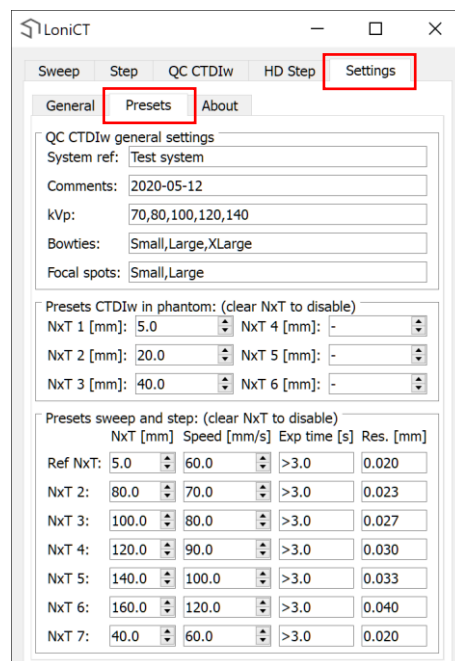 LoniCT
Sweep Step QC CTDIw HD Step Settings
General Presets About
QC CTDIw general settings
System ref: Test system
Comments: 2020-05-12
kVp: 70,80,100,120,140
Bowties: Small,Large,XLarge
Focal spots: Small,Large
Presets CTDIw in phantom: (clear NxT to disable)
NxT 1 [mm]: 5.0 NxT 4 [mm]: -
NxT 2 [mm]: 20.0 NxT 5 [mm]: -
NxT 3 [mm]: 40.0 NxT 6 [mm]: -
Presets sweep and step: (clear NxT to disable)
NxT [mm] Speed [mm/s] Exp time [s] Res. [mm]
Ref NxT: 5.0 60.0 >3.0 0.020
NxT 2: 80.0 70.0 >3.0 0.023
NxT 3: 100.0 80.0 >3.0 0.027
NxT 4: 120.0 90.0 >3.0 0.030
NxT 5: 140.0 100.0 >3.0 0.033
NxT 6: 160.0 120.0 >3.0 0.040
NxT 7: 40.0 60.0 >3.0 0.020